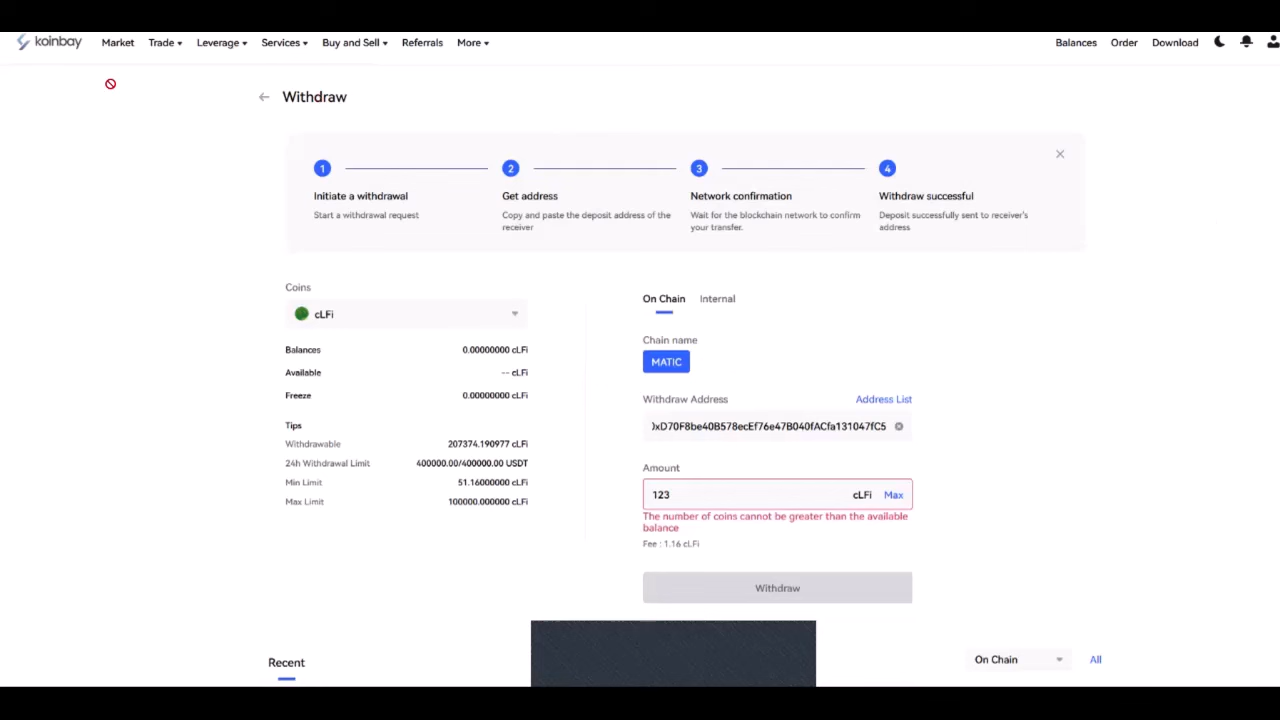 koinbay Market Trade Leverage Services Buy and Sell Referrals More Balances Order Download
Withdraw
1 2 3 4
Initiate a withdrawal Get address Network confirmation Withdraw successful
Start a withdrawal request Copy and paste the deposit address of the Wait for the blockchain network to confirm Deposit successfully sent to receiver's
receiver your transfer. address
Coins
cLFi
Balances 0.00000000 cLFi
Available -- cLFi
Freeze 0.00000000 cLFi
Tips
Withdrawable 207374.190977 cLFi
24h Withdrawal Limit 400000.00/400000.00 USDT
Min Limit 51.16000000 cLFi
Max Limit 100000.000000 cLFi
On Chain Internal
Chain name
MATIC
Withdraw Address Address List
0xD70F8be40B578ecEf76e47B040fACfa131047fC5
Amount
123 cLFi Max
The number of coins cannot be greater than the available
balance
Fee : 1.16 cLFi
Withdraw
Recent On Chain All